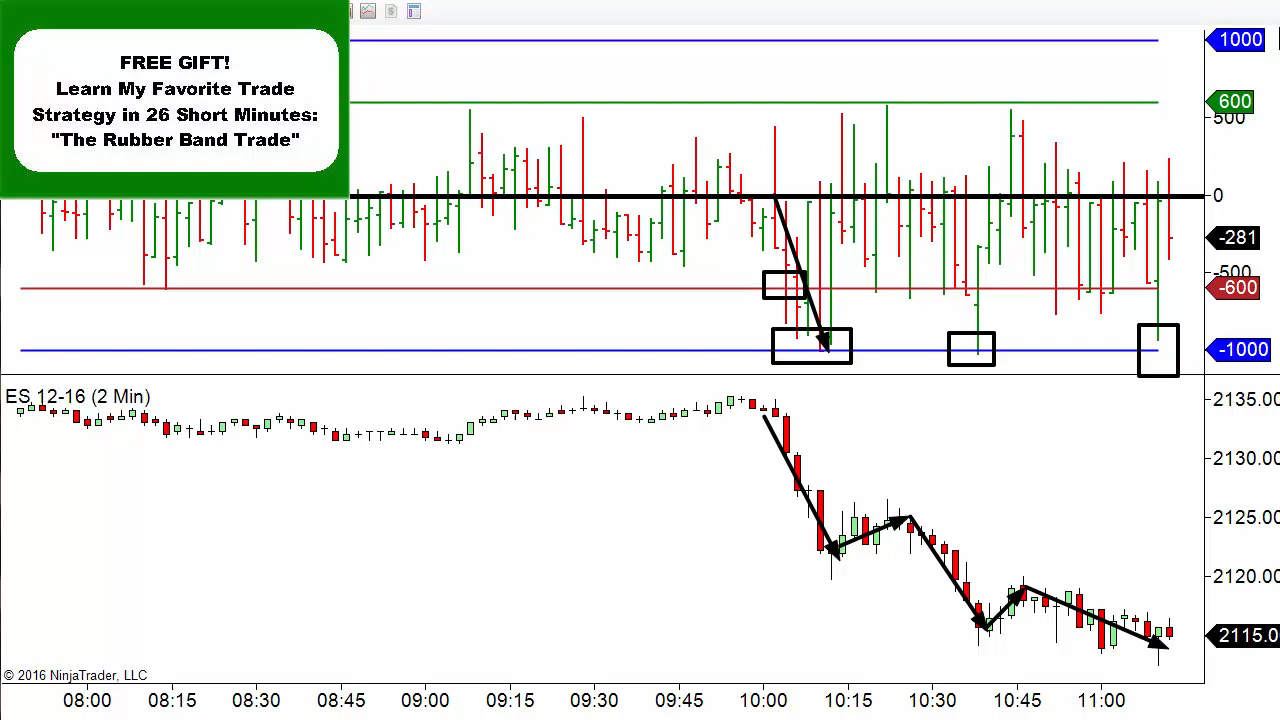 FREE GIFT!
Learn My Favorite Trade
Strategy in 26 Short Minutes:
"The Rubber Band Trade"
1000
600
500
0
-281
-500
-600
-1000
ES 12-16 (2 Min)
2135.00
2130.00
2125.00
2120.00
2115.0
© 2016 NinjaTrader, LLC
08:00 08:15 08:30 08:45 09:00 09:15 09:30 09:45 10:00 10:15 10:30 10:45 11:00